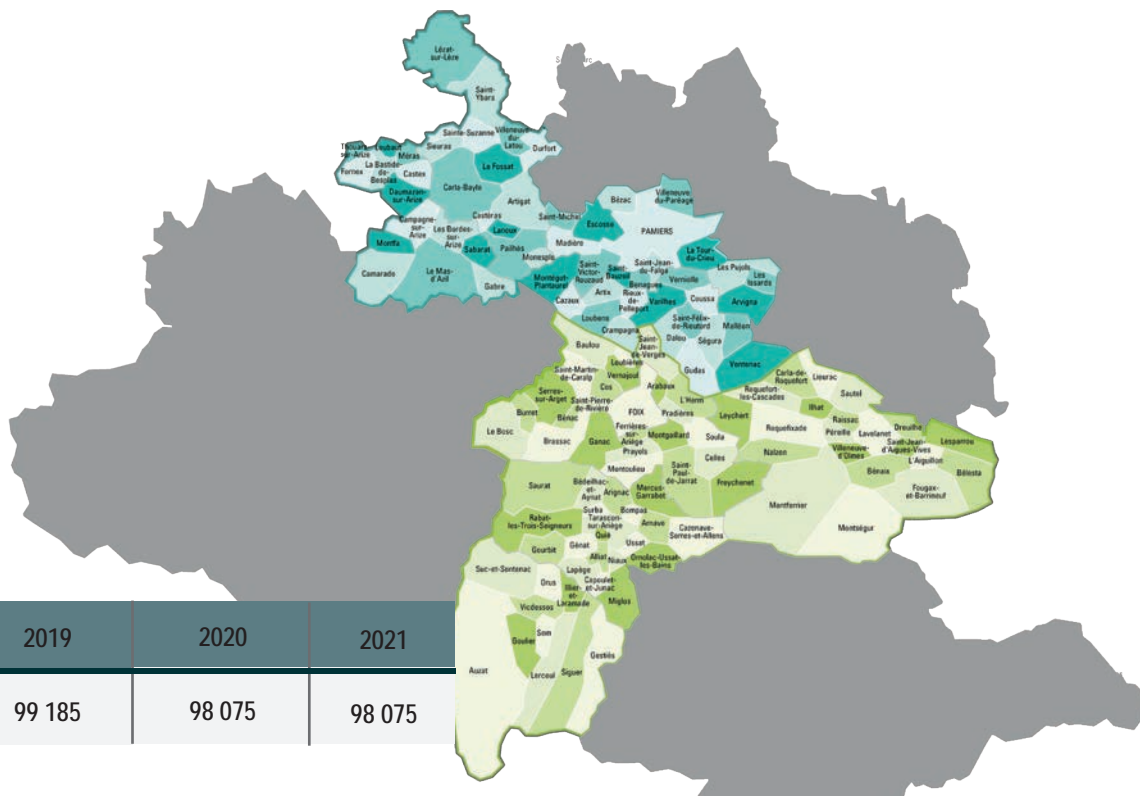 Lézat-
sur-Lèze
Saint-
Ybars
Sainte-Suzanne
Villeneuve-
du-
Latou
Durfort
Sieuras
Thouars-
sur-Arize
Loubaut
Méras
Fornex
La Bastide-
de-
Besplas
Castex
Le Fossat
Daumazan-
sur-Arize
Carla-Bayle
Artigat
Campagne-
sur-
Arize
Les Bordes-
sur-
Arize
Castéras
Lanoux
Saint-Michel
Escosse
Bézac
Villeneuve-
du-Paréage
PAMIERS
Montfa
Sabarat
Pailhès
Monesple
Madière
Camarade
Le Mas-
d'Azil
Gabre
Montégut-
Plantaurel
Saint-
Victor-
Rouzaud
Saint-
Bauzeil
Saint-Jean-
du-Falga
La Tour-
du-Crieu
Les Pujols
Les
Issards
Benagues
Verniolle
Artix
Rieux-
de-
Pelleport
Varilhes
Coussa
Arvigna
Cazaux
Loubens
Crampagna
Saint-Félix-
de-Rieutord
Malléon
Dalou
Ségura
Gudas
Ventenac
Baulou
Saint-
Jean-
de-Verges
Loubières
Vernajoul
Saint-Martin-
de-Caralp
Cos
Arabaux
Serres-
sur-Arget
Saint-Pierre-
de-Rivière
L'Herm
Burret
Bénac
FOIX
Pradières
Le Bosc
Brassac
Ganac
Ferrières-
sur-
Ariège
Prayols
Montgaillard
Soula
Leychert
Roquefort-
les-Cascades
Carla-de-
Roquefort
Lieurac
Sautel
Ilhat
Raissac
Roquefixade
Péreille
Lavelanet
Dreuilhe
Saint-Jean-
d'Aigues-Vives
Lesparrou
Villeneuve-
d'Olmes
L'Aiguillon
Nalzen
Bénaix
Bélesta
Fougax-
et-Barrineuf
Montoulieu
Celles
Saint-
Paul-
de-Jarrat
Freychenet
Montferrier
Montségur
Saurat
Bédeilhac-
et-
Aynat
Arignac
Mercus-
Garrabet
Surba
Bompas
Rabat-
les-Trois-Seigneurs
Tarascon-
sur-Ariège
Arnave
Cazenave-
Serres-et-Allens
Quié
Gourbit
Génat
Ussat
Alliat
Niaux
Ornolac-Ussat-
les-Bains
Suc-et-Sentenac
Lapège
Orus
Capoulet-
et-Junac
Illier-
et-
Laramade
Miglos
Vicdessos
Goulier
Sem
Auzat
Lercoul
Siguer
Gestiès
2019 2020 2021
99 185 98 075 98 075